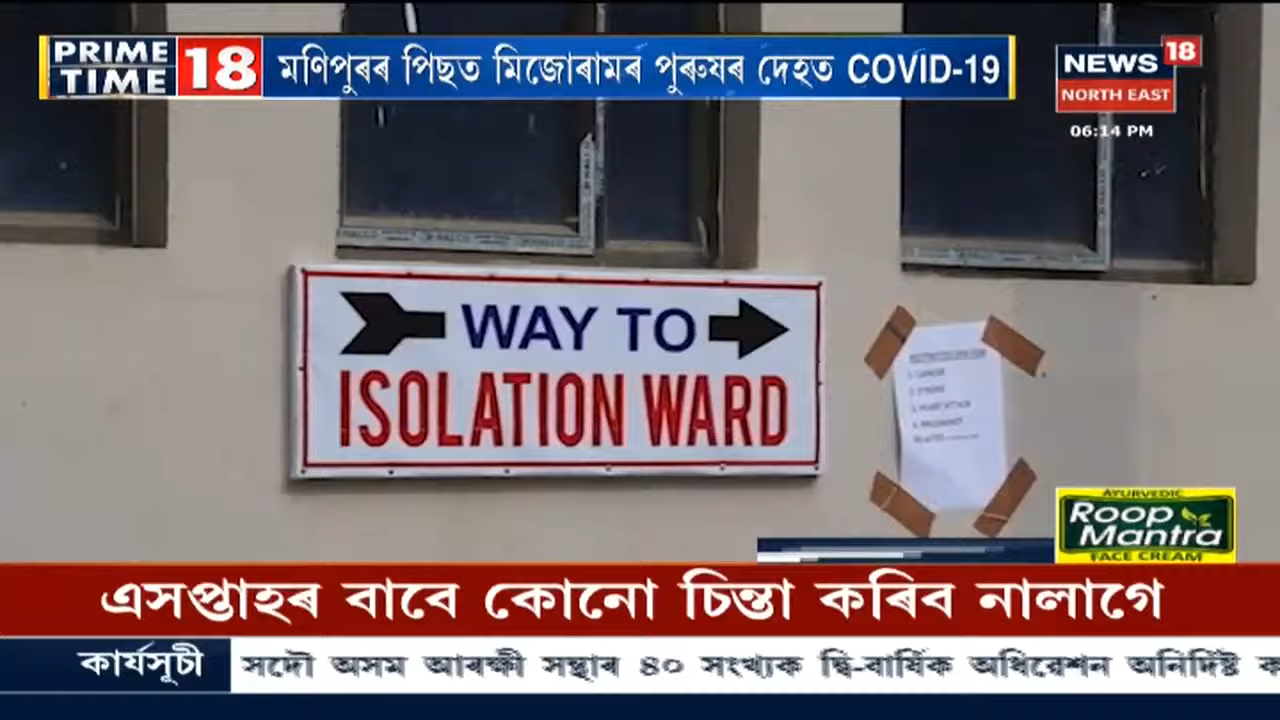 PRIME TIME 18
মণিপুৰৰ পিছত মিজোৰামৰ পুৰুষৰ দেহত COVID-19
NEWS 18
NORTH EAST
06:14 PM
WAY TO
ISOLATION WARD
AYURVEDIC
Roop Mantra
FACE CREAM
এসপ্তাহৰ বাবে কোনো চিন্তা কৰিব নালাগে
কাৰ্যসূচী
সদৌ অসম আৰক্ষী সন্থাৰ ৪০ সংখ্যক দ্বি-বাৰ্ষিক অধিৱেশন অনিৰ্দিষ্ট ক